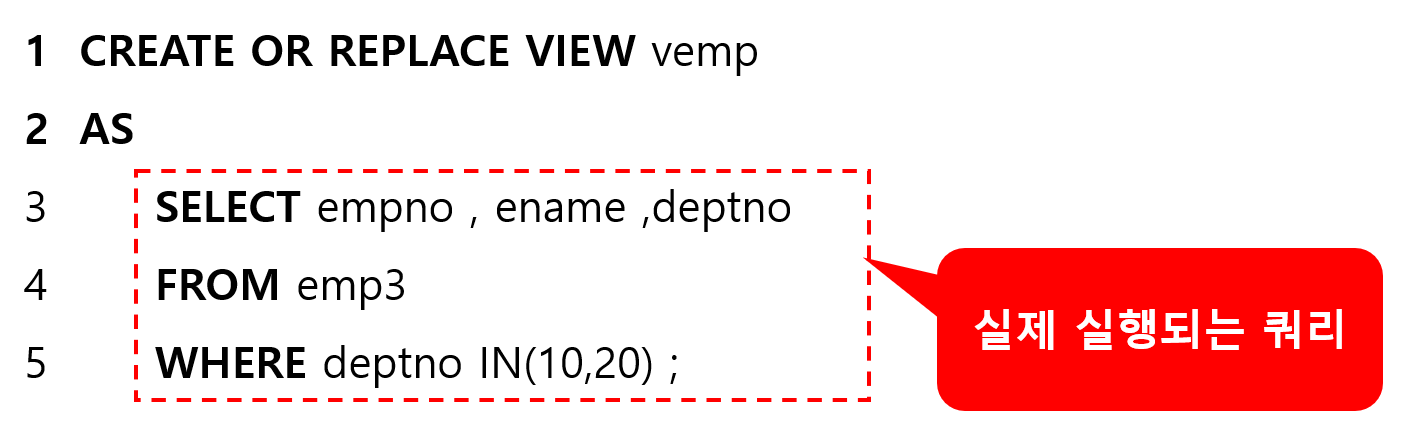 1 CREATE OR REPLACE VIEW vemp
2 AS
3 SELECT empno , ename ,deptno
4 FROM emp3
5 WHERE deptno IN(10,20) ;
실제 실행되는 쿼리